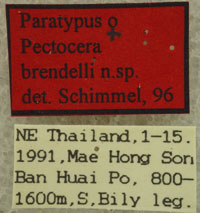 Paratypus ♀
Pectocera
brendelli n.sp.
det. Schimmel, 96
NE Thailand,1-15.
1991,Mae Hong Son
Ban Huai Po, 800-
1600m,S,Bily leg.